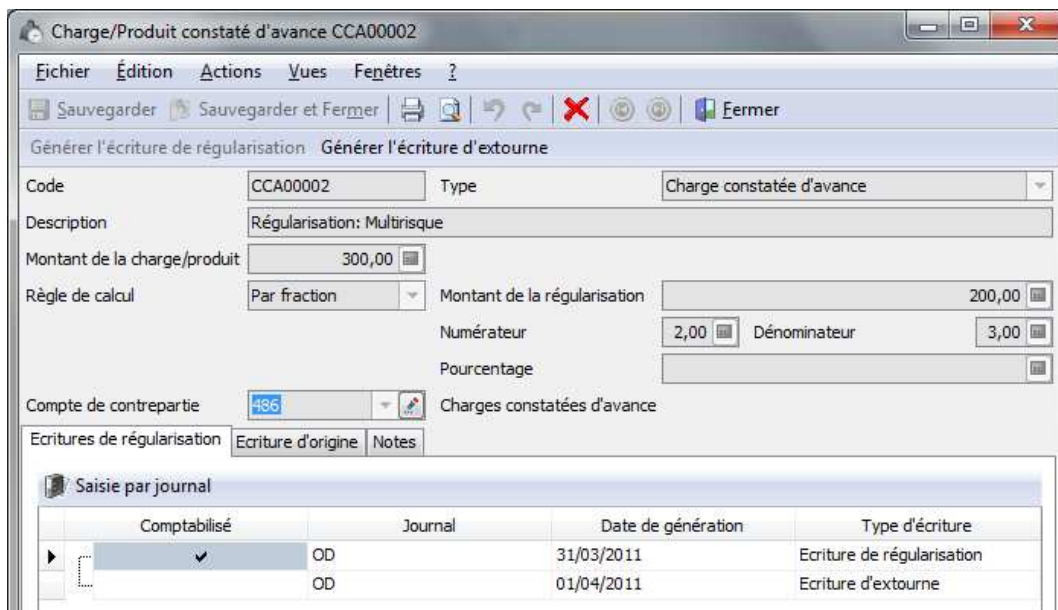 Charge/Produit constaté d'avance CCA00002
Fichier Édition Actions Vues Fenêtres ?
Sauvegarder Sauvegarder et Fermer Fermer
Générer l'écriture de régularisation Générer l'écriture d'extourne
Code CCA00002 Type Charge constatée d'avance
Description Régularisation: Multirisque
Montant de la charge/produit 300,00
Règle de calcul Par fraction Montant de la régularisation 200,00
Numérateur 2,00 Dénominateur 3,00
Pourcentage
Compte de contrepartie 486 Charges constatées d'avance
Ecritures de régularisation Ecriture d'origine Notes
Saisie par journal
Comptabilisé Journal Date de génération Type d'écriture
OD 31/03/2011 Ecriture de régularisation
OD 01/04/2011 Ecriture d'extourne